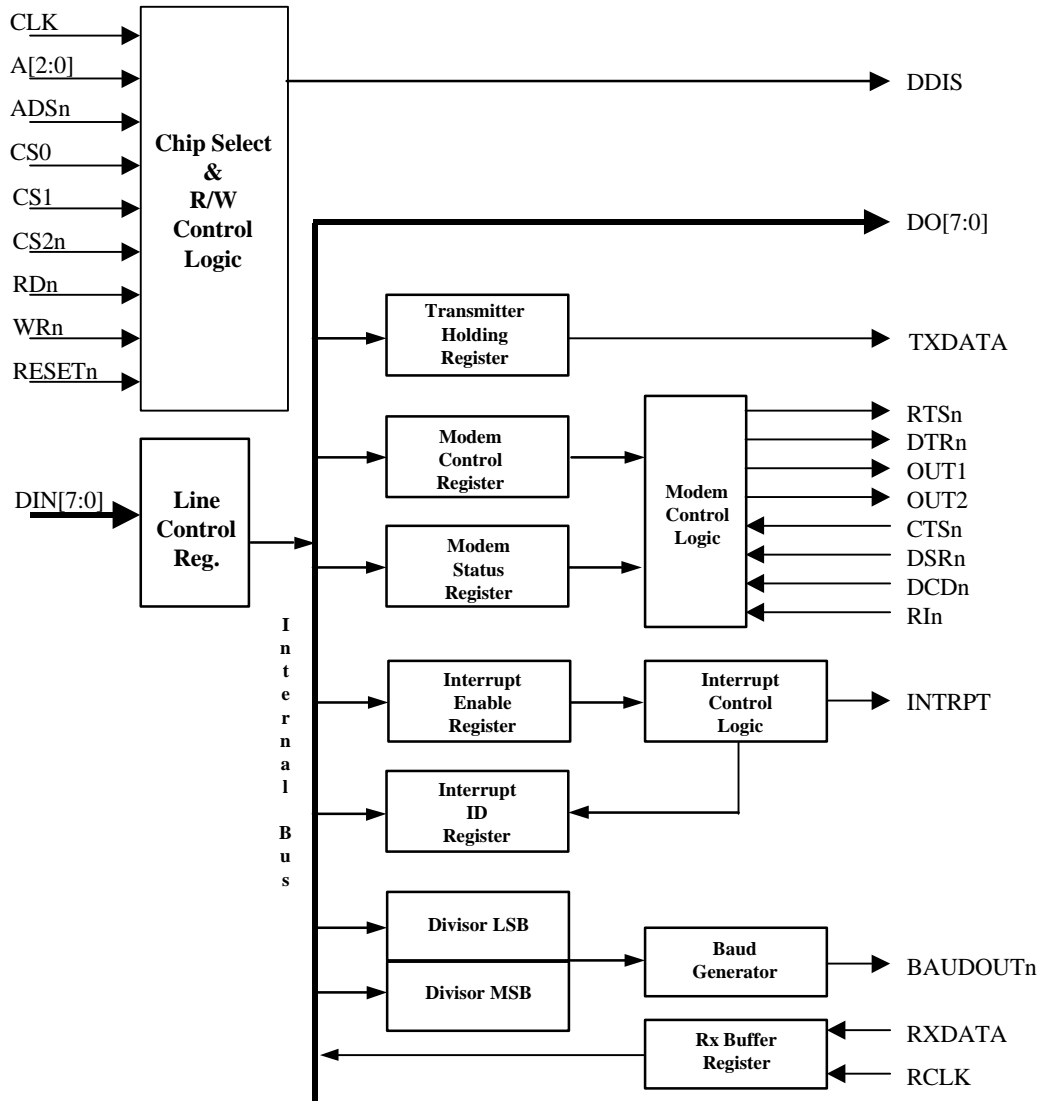 CLK
A[2:0]
ADSn
CS0
CS1
CS2n
RDn
WRn
RESETn
Chip Select
&
R/W
Control
Logic
DDIS
DO[7:0]
Transmitter
Holding
Register
TXDATA
DIN[7:0]
Line
Control
Reg.
Modem
Control
Register
Modem
Status
Register
Modem
Control
Logic
RTSn
DTRn
OUT1
OUT2
CTSn
DSRn
DCDn
RIn
Internal Bus
Interrupt
Enable
Register
Interrupt
Control
Logic
INTRPT
Interrupt
ID
Register
Divisor LSB
Divisor MSB
Baud
Generator
BAUDOUTn
Rx Buffer
Register
RXDATA
RCLK